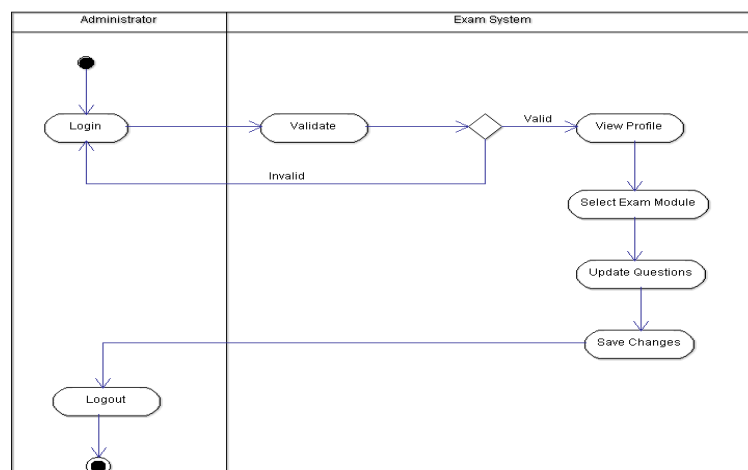 Administrator
Exam System
Login
Validate
Valid
View Profile
Invalid
Select Exam Module
Update Questions
Save Changes
Logout